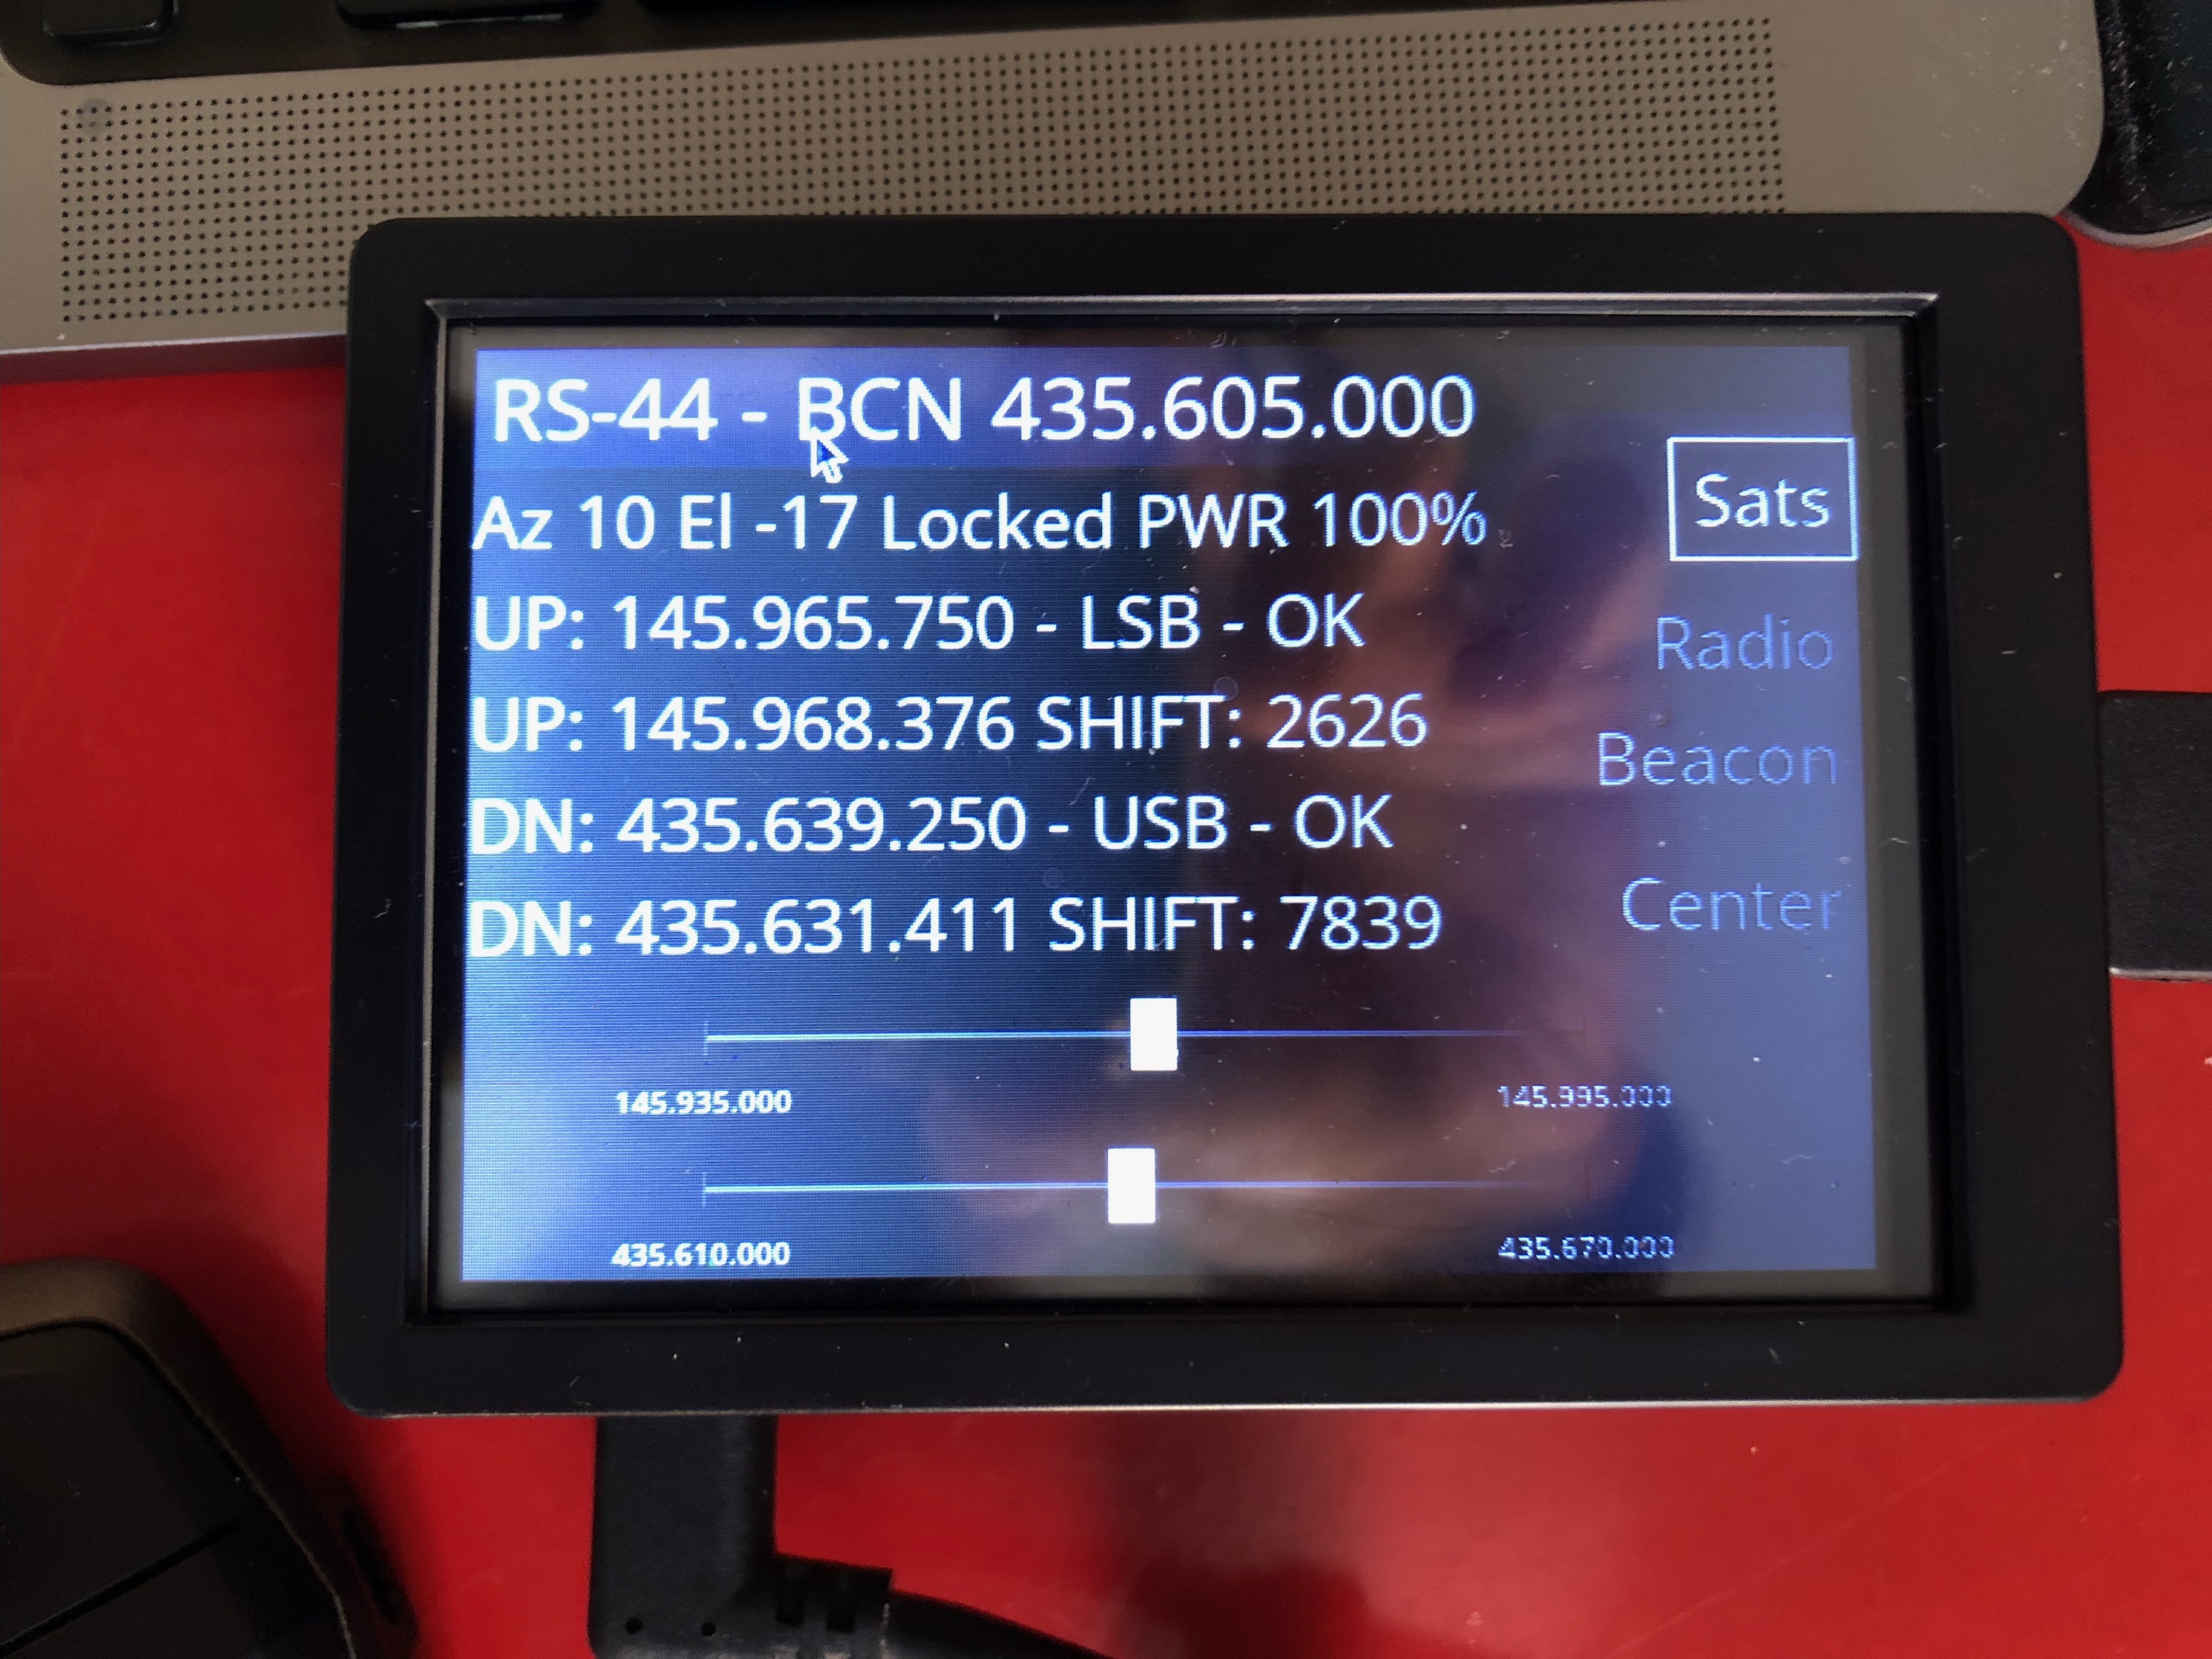 RS-44 - BCN 435.605.000
Az 10 El -17 Locked PWR 100%
Sats
UP: 145.965.750 - LSB - OK
Radio
UP: 145.968.376 SHIFT: 2626
Beacon
DN: 435.639.250 - USB - OK
DN: 435.631.411 SHIFT: 7839
Center
145.935.000 145.995.000
435.610.000 435.670.000